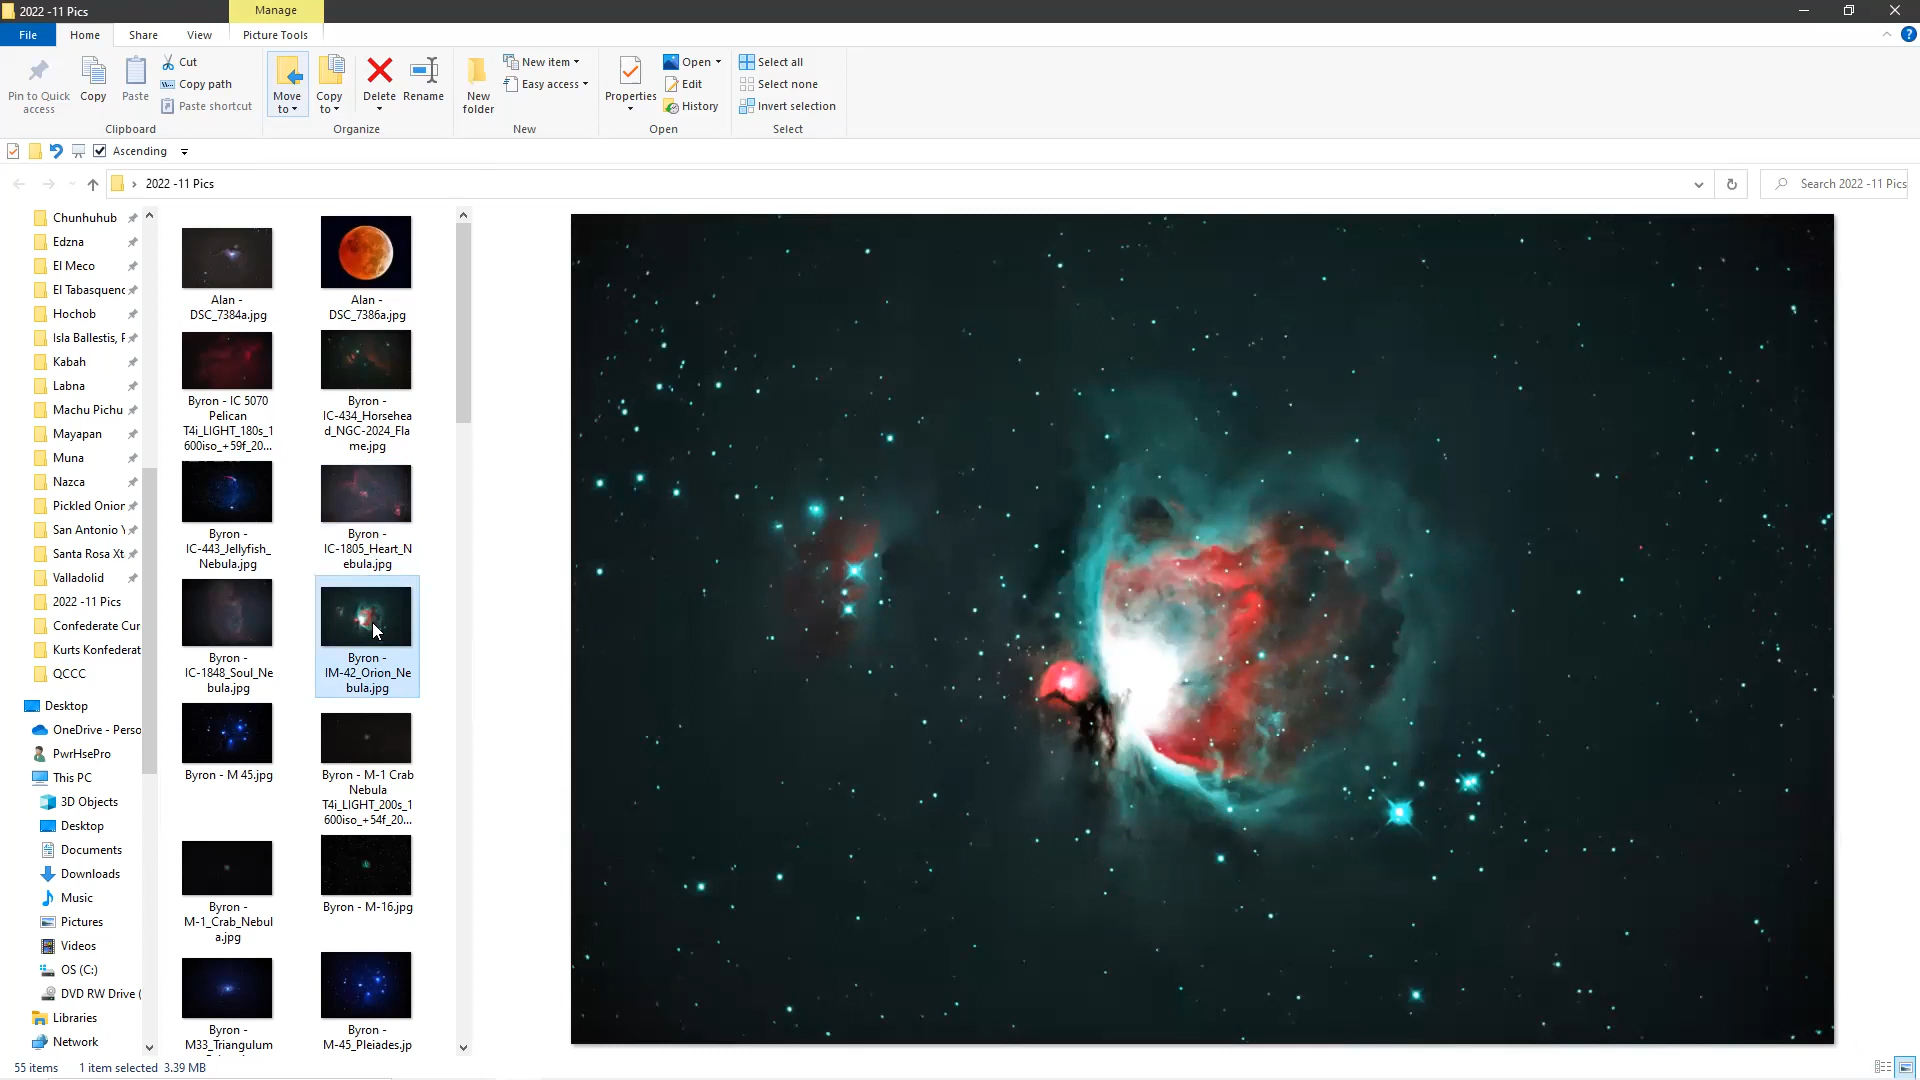 2022 -11 Pics
Manage
File
Home
Share
View
Picture Tools
Pin to Quick
access
Copy
Paste
Cut
Copy path
Paste shortcut
Clipboard
Move
to
Copy
to
Delete
Rename
Organize
New
folder
New item
Easy access
New
Properties
Open
Edit
History
Open
Select all
Select none
Invert selection
Select
Ascending
2022 -11 Pics
Search 2022 -11 Pics
Chunhuhub
Edzna
El Meco
El Tabasquenc
Hochob
Isla Ballestis, F
Kabah
Labna
Machu Pichu
Mayapan
Muna
Nazca
Pickled Onion
San Antonio Y
Santa Rosa Xt
Valladolid
2022 -11 Pics
Confederate Cur
Kurts Konfederat
QCCC
Desktop
OneDrive - Perso
PwrHsePro
This PC
3D Objects
Desktop
Documents
Downloads
Music
Pictures
Videos
OS (C:)
DVD RW Drive (
Libraries
Network
Alan -
DSC_7384a.jpg
Alan -
DSC_7386a.jpg
Byron - IC 5070
Pelican
T4i_LIGHT_180s_1
600iso_+59f_20...
Byron -
IC-434_Horsehea
d_NGC-2024_Fla
me.jpg
Byron -
IC-443_Jellyfish_
Nebula.jpg
Byron -
IC-1805_Heart_N
ebula.jpg
Byron -
IC-1848_Soul_Ne
bula.jpg
Byron -
IM-42_Orion_Ne
bula.jpg
Byron - M 45.jpg
Byron - M-1 Crab
Nebula
T4i_LIGHT_200s_1
600iso_+54f_20...
Byron -
M-1_Crab_Nebul
a.jpg
Byron - M-16.jpg
Byron -
M33_Triangulum
Byron -
M-45_Pleiades.jp
55 items
1 item selected 3.39 MB